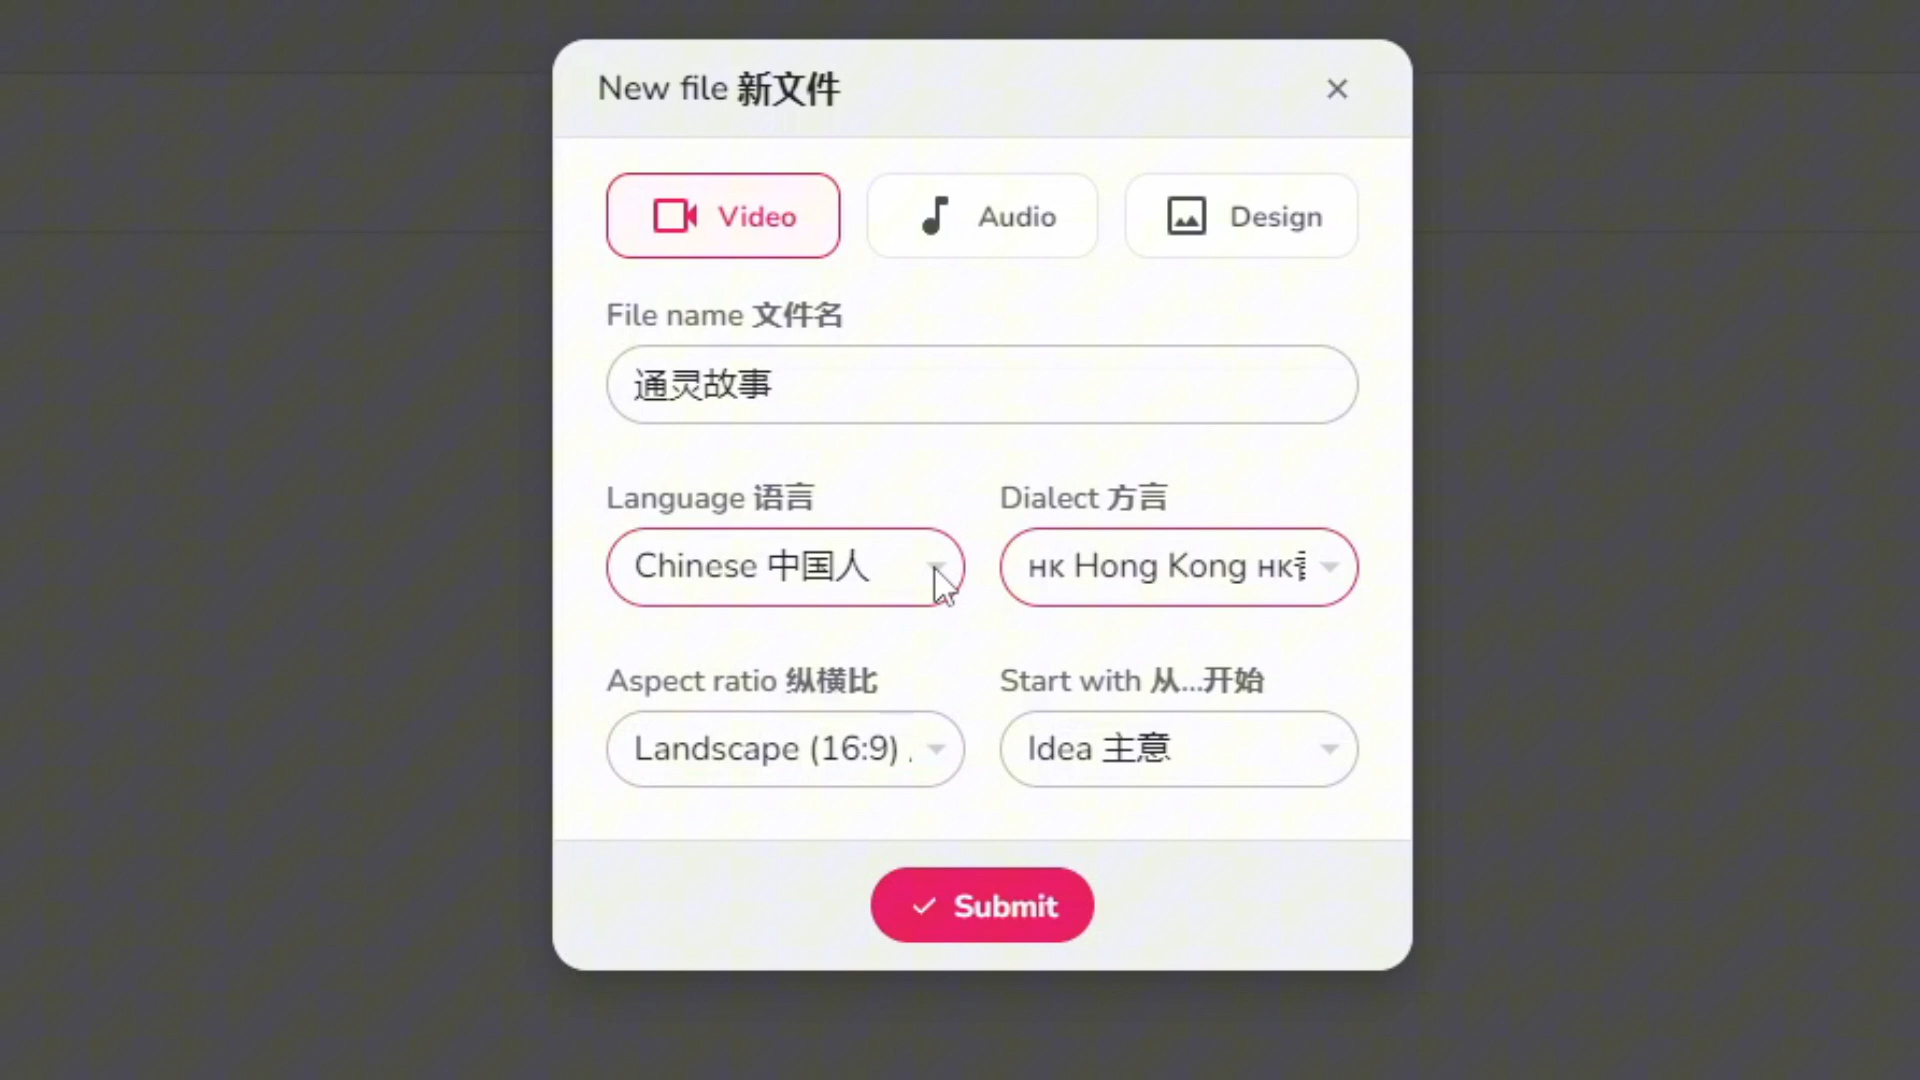 New file 新文件
Video
Audio
Design
File name 文件名
通灵故事
Language 语言
Dialect 方言
Chinese 中国人
HK Hong Kong HK
Aspect ratio 纵横比
Start with 从...开始
Landscape (16:9)
Idea 主意
Submit